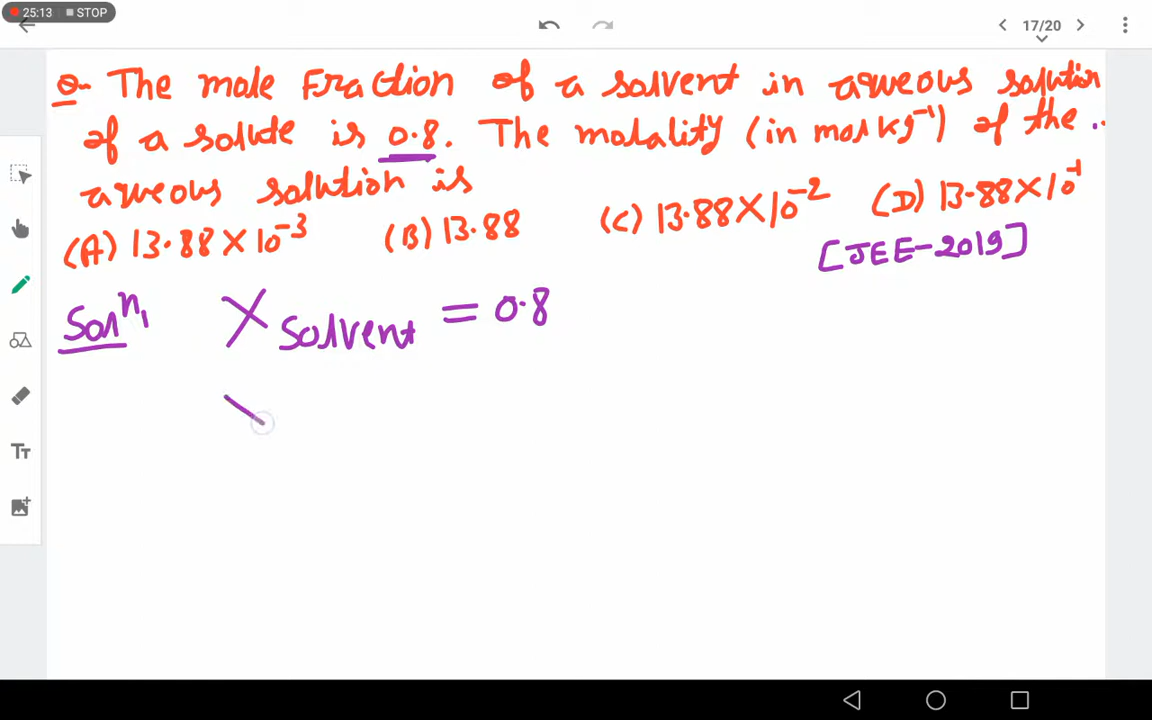 25:13 STOP
17/20
Q- The mole Fraction of a solvent in aqueous solution
of a solute is 0.8. The molality (in mol kg⁻¹) of the ..
aqueous solution is
(A) 13.88 X 10⁻³ (B) 13.88 (C) 13.88 X 10⁻² (D) 13.88 X 10⁻¹
[JEE-2019]
Solⁿ, X Solvent = 0.8
Tт